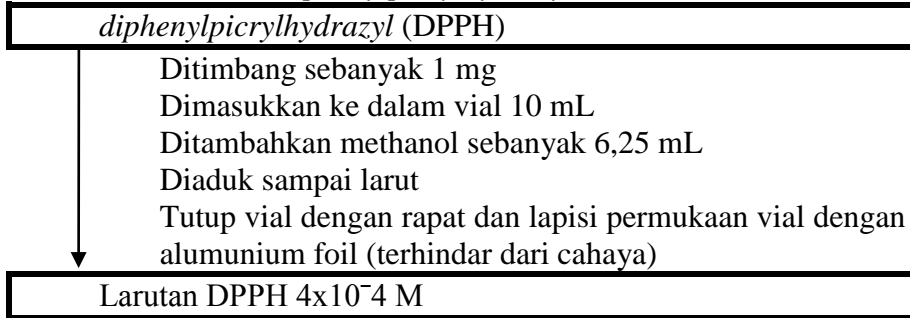 diphenylpicrylhydrazyl (DPPH)
Ditimbang sebanyak 1 mg
Dimasukkan ke dalam vial 10 mL
Ditambahkan methanol sebanyak 6,25 mL
Diaduk sampai larut
Tutup vial dengan rapat dan lapisi permukaan vial dengan
alumunium foil (terhindar dari cahaya)
Larutan DPPH 4x10⁻4 M